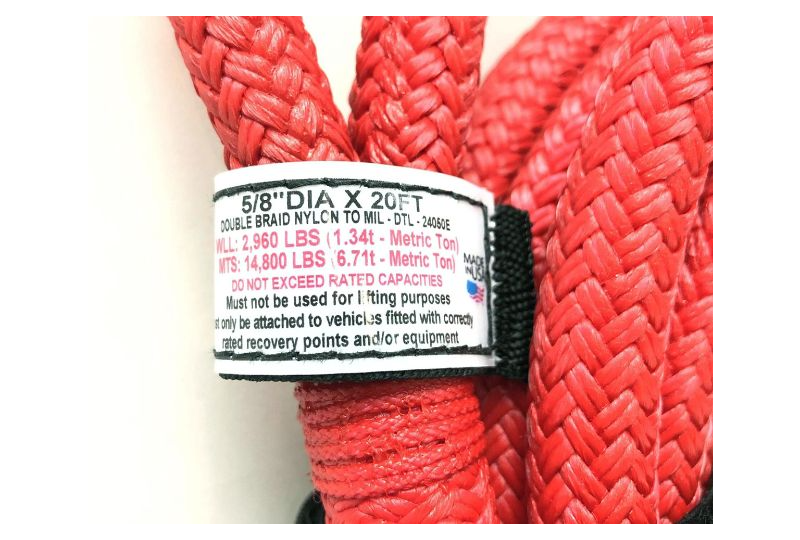 5/8"DIA X 20FT
DOUBLE BRAID NYLON TO MIL - DTL - 24050E
WLL: 2,960 LBS (1.34t - Metric Ton)
MTS: 14,800 LBS (6.71t - Metric Ton)
DO NOT EXCEED RATED CAPACITIES
Must not be used for lifting purposes
only be attached to vehicles fitted with correctly
rated recovery points and/or equipment
MADE
IN USA